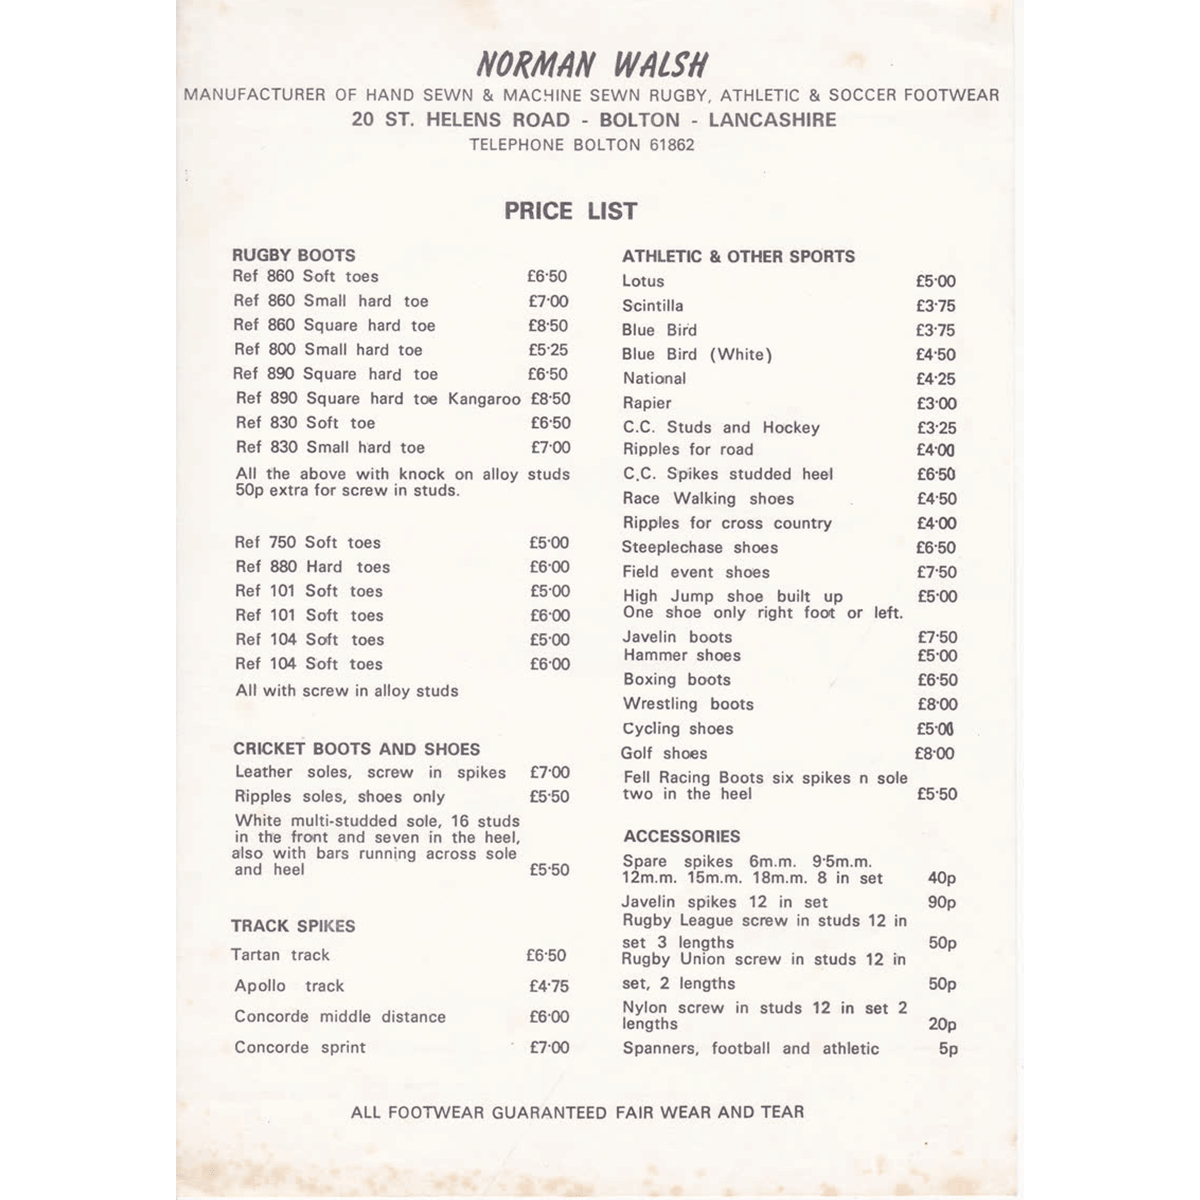 NORMAN WALSH
MANUFACTURER OF HAND SEWN & MACHINE SEWN RUGBY, ATHLETIC & SOCCER FOOTWEAR
20 ST. HELENS ROAD - BOLTON - LANCASHIRE
TELEPHONE BOLTON 61862
PRICE LIST
RUGBY BOOTS
Ref 860 Soft toes £6·50
Ref 860 Small hard toe £7·00
Ref 860 Square hard toe £8·50
Ref 800 Small hard toe £5·25
Ref 890 Square hard toe £6·50
Ref 890 Square hard toe Kangaroo £8·50
Ref 830 Soft toe £6·50
Ref 830 Small hard toe £7·00
All the above with knock on alloy studs
50p extra for screw in studs.
Ref 750 Soft toes £5·00
Ref 880 Hard toes £6·00
Ref 101 Soft toes £5·00
Ref 101 Soft toes £6·00
Ref 104 Soft toes £5·00
Ref 104 Soft toes £6·00
All with screw in alloy studs
CRICKET BOOTS AND SHOES
Leather soles, screw in spikes £7·00
Ripples soles, shoes only £5·50
White multi-studded sole, 16 studs
in the front and seven in the heel,
also with bars running across sole
and heel £5·50
TRACK SPIKES
Tartan track £6·50
Apollo track £4·75
Concorde middle distance £6·00
Concorde sprint £7·00
ATHLETIC & OTHER SPORTS
Lotus £5·00
Scintilla £3·75
Blue Bird £3·75
Blue Bird (White) £4·50
National £4·25
Rapier £3·00
C.C. Studs and Hockey £3·25
Ripples for road £4·00
C.C. Spikes studded heel £6·50
Race Walking shoes £4·50
Ripples for cross country £4·00
Steeplechase shoes £6·50
Field event shoes £7·50
High Jump shoe built up £5·00
One shoe only right foot or left.
Javelin boots £7·50
Hammer shoes £5·00
Boxing boots £6·50
Wrestling boots £8·00
Cycling shoes £5·00
Golf shoes £8·00
Fell Racing Boots six spikes n sole
two in the heel £5·50
ACCESSORIES
Spare spikes 6m.m. 9·5m.m.
12m.m. 15m.m. 18m.m. 8 in set 40p
Javelin spikes 12 in set 90p
Rugby League screw in studs 12 in
set 3 lengths 50p
Rugby Union screw in studs 12 in
set, 2 lengths 50p
Nylon screw in studs 12 in set 2
lengths 20p
Spanners, football and athletic 5p
ALL FOOTWEAR GUARANTEED FAIR WEAR AND TEAR